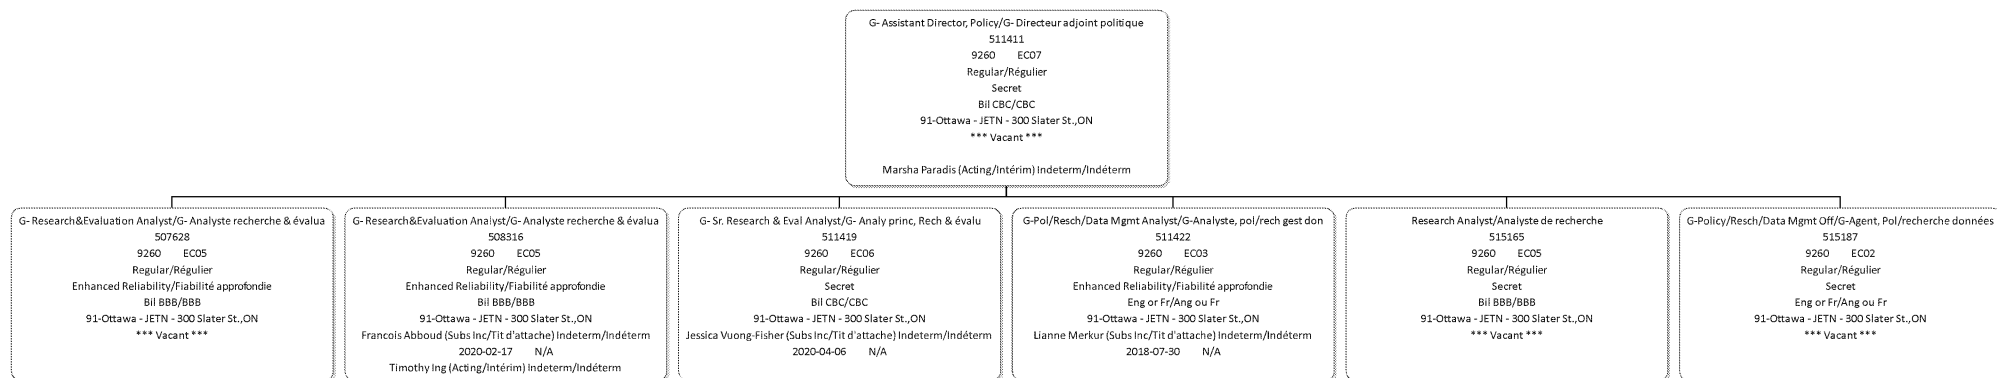 G- Assistant Director, Policy/G- Directeur adjoint politique
511411
9260 EC07
Regular/Régulier
Secret
Bil CBC/CBC
91-Ottawa - JETN - 300 Slater St.,ON
*** Vacant ***
Marsha Paradis (Acting/Intérim) Indeterm/Indéterm
G- Research&Evaluation Analyst/G- Analyste recherche & évalua
507628
9260 EC05
Regular/Régulier
Enhanced Reliability/Fiabilité approfondie
Bil BBB/BBB
91-Ottawa - JETN - 300 Slater St.,ON
*** Vacant ***
G- Research&Evaluation Analyst/G- Analyste recherche & évalua
508316
9260 EC05
Regular/Régulier
Enhanced Reliability/Fiabilité approfondie
Bil BBB/BBB
91-Ottawa - JETN - 300 Slater St.,ON
Francois Abboud (Subs Inc/Tit d'attache) Indeterm/Indéterm
2020-02-17 N/A
Timothy Ing (Acting/Intérim) Indeterm/Indéterm
G- Sr. Research & Eval Analyst/G- Analy princ, Rech & évalu
511419
9260 EC06
Regular/Régulier
Secret
Bil CBC/CBC
91-Ottawa - JETN - 300 Slater St.,ON
Jessica Vuong-Fisher (Subs Inc/Tit d'attache) Indeterm/Indéterm
2020-04-06 N/A
G-Pol/Resch/Data Mgmt Analyst/G-Analyste, pol/rech gest don
511422
9260 EC03
Regular/Régulier
Enhanced Reliability/Fiabilité approfondie
Eng or Fr/Ang ou Fr
91-Ottawa - JETN - 300 Slater St.,ON
Lianne Merkur (Subs Inc/Tit d'attache) Indeterm/Indéterm
2018-07-30 N/A
Research Analyst/Analyste de recherche
515165
9260 EC05
Regular/Régulier
Secret
Bil BBB/BBB
91-Ottawa - JETN - 300 Slater St.,ON
*** Vacant ***
G-Policy/Resch/Data Mgmt Off/G-Agent, Pol/recherche données
515187
9260 EC02
Regular/Régulier
Secret
Eng or Fr/Ang ou Fr
91-Ottawa - JETN - 300 Slater St.,ON
*** Vacant ***